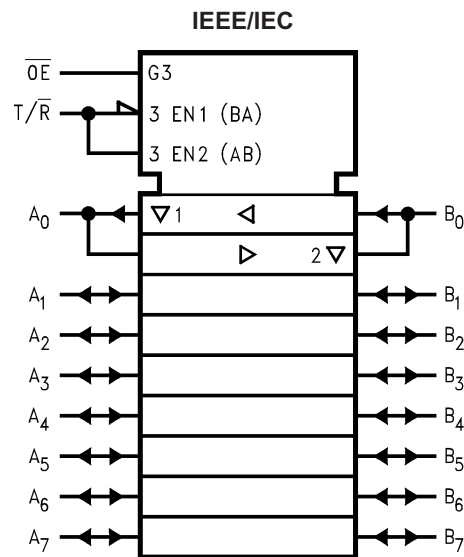 IEEE/IEC
O̅E̅ G3
T/R̅ 3 EN1 (BA)
3 EN2 (AB)
A₀ ▽ 1 ◁ B₀
▷ 2 ▽
A₁ B₁
A₂ B₂
A₃ B₃
A₄ B₄
A₅ B₅
A₆ B₆
A₇ B₇